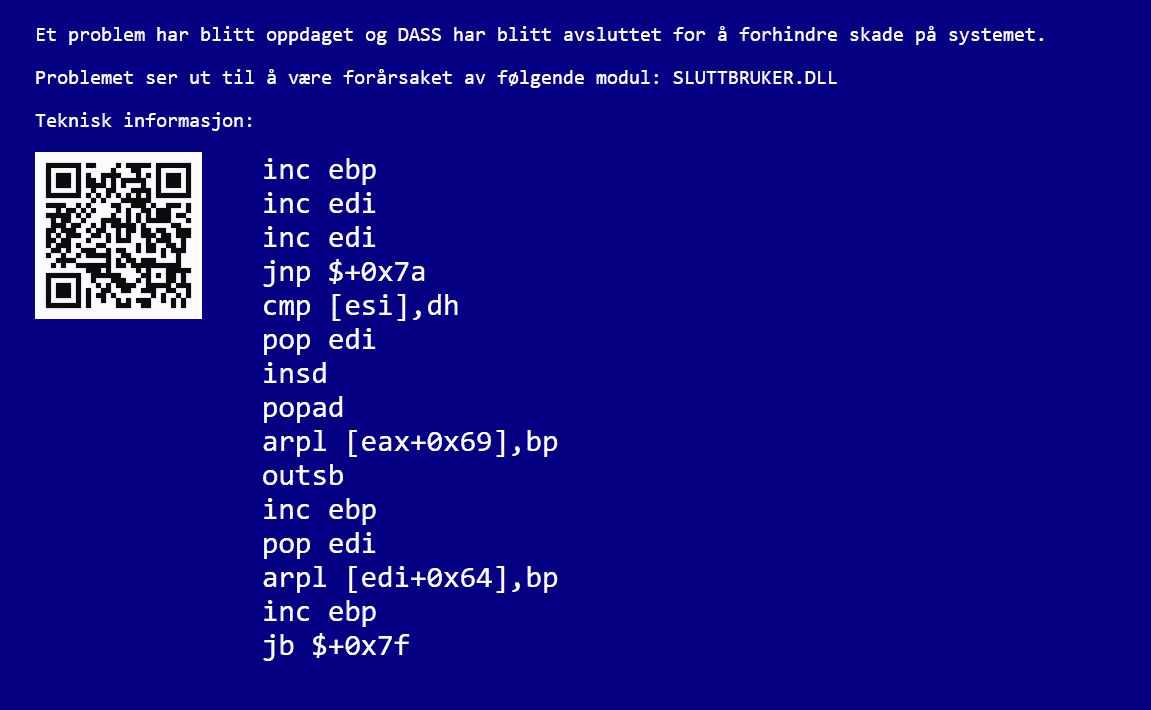 Et problem har blitt oppdaget og DASS har blitt avsluttet for å forhindre skade på systemet.
Problemet ser ut til å være forårsaket av følgende modul: SLUTTBRUKER.DLL
Teknisk informasjon:
inc ebp
inc edi
inc edi
jnp $+0x7a
cmp [esi],dh
pop edi
insd
popad
arpl [eax+0x69],bp
outsb
inc ebp
pop edi
arpl [edi+0x64],bp
inc ebp
jb $+0x7f